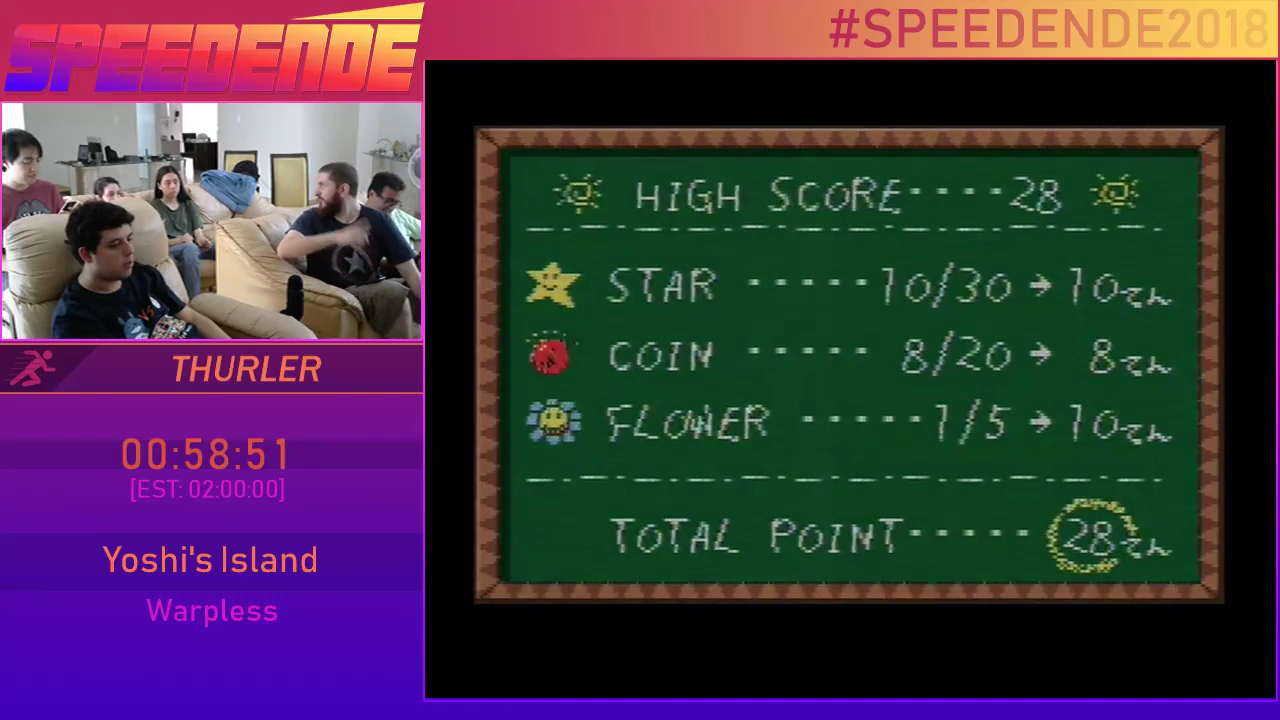 SPEEDENDE
#SPEEDENDE2018
HIGH SCORE····28
STAR ····· 10/30 → 10てん
COIN ····· 8/20 → 8てん
FLOWER ····· 1/5 → 10てん
TOTAL POINT····· 28てん
THURLER
00:58:51
[EST: 02:00:00]
Yoshi's Island
Warpless
VS